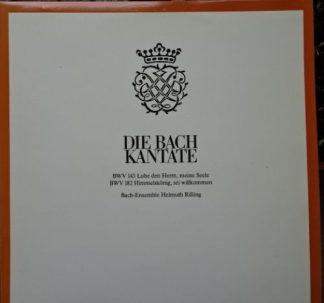 DIE BACH
KANTATE
BWV 143 Lobe den Herrn, meine Seele
BWV 182 Himmelskönig, sei willkommen
Bach-Ensemble Helmuth Rilling